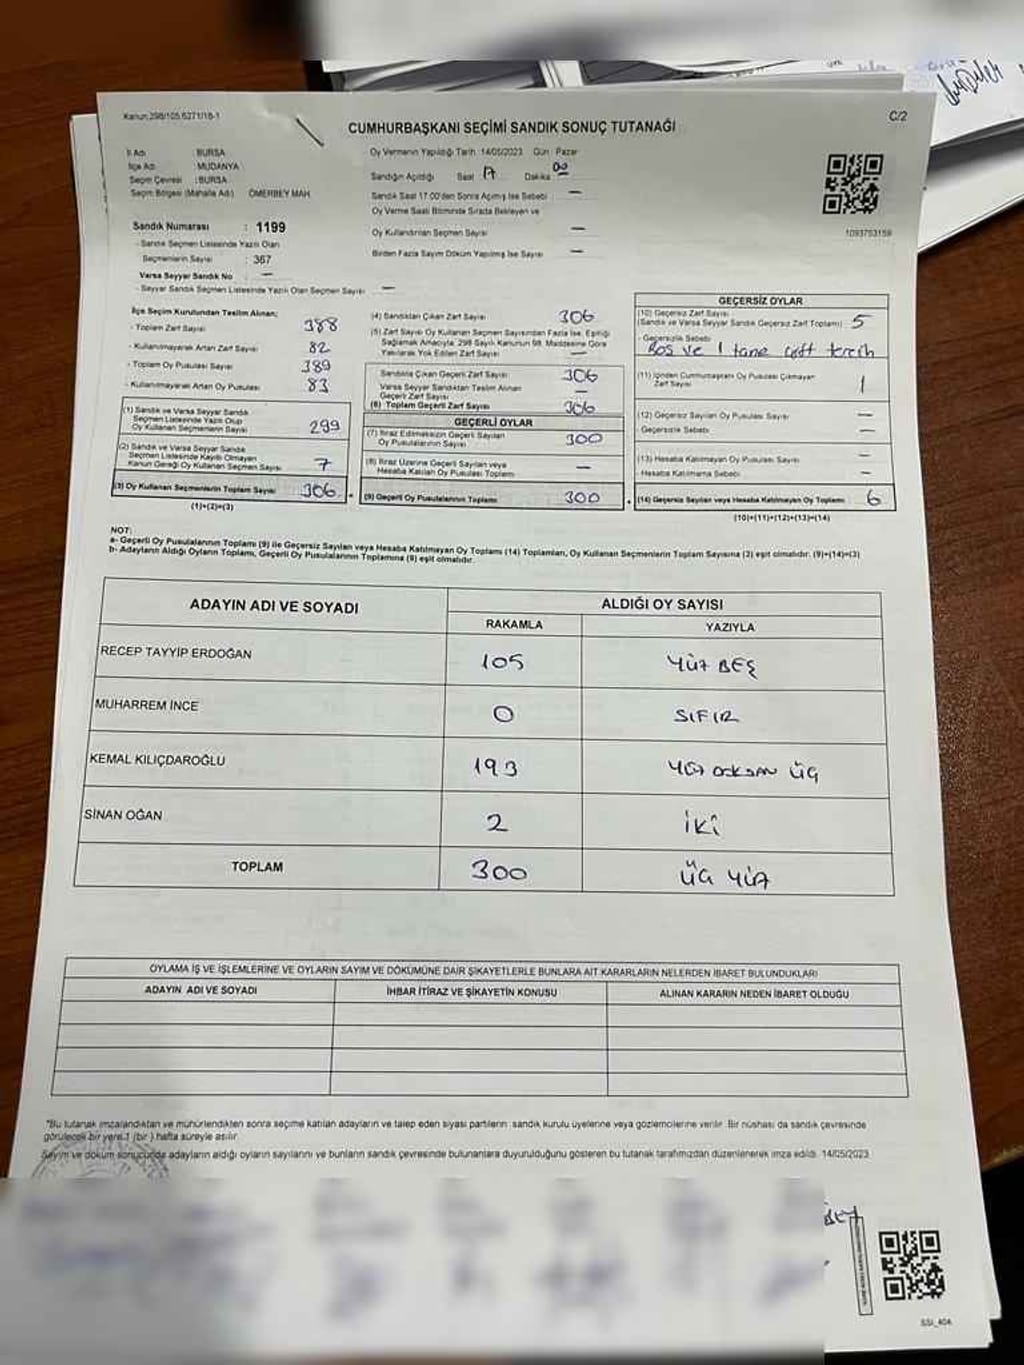 Kanun.298/105.6271/18-1
C/2
CUMHURBAŞKANI SEÇİMİ SANDIK SONUÇ TUTANAĞI
İl Adı : BURSA
İlçe Adı : MUDANYA
Seçim Çevresi : BURSA
Seçim Bölgesi (Mahalle Adı) ÖMERBEY MAH.
Sandık Numarası : 1199
- Sandık Seçmen Listesinde Yazılı Olan
Seçmenlerin Sayısı : 367
Varsa Seyyar Sandık No —
- Seyyar Sandık Seçmen Listesinde Yazılı Olan Seçmen Sayısı —
Oy Vermenin Yapıldığı Tarih 14/05/2023 Gün : Pazar
Sandığın Açıldığı Saat 17 Dakika 00
Sandık Saat 17:00'den Sonra Açılmış İse Sebebi —
Oy Verme Saati Bitiminde Sırada Bekleyen ve
Oy Kullandırılan Seçmen Sayısı —
Birden Fazla Sayım Döküm Yapılmış İse Sayısı —
1093753159
İlçe Seçim Kurulundan Teslim Alınan;
- Toplam Zarf Sayısı 388
- Kullanılmayarak Artan Zarf Sayısı 82
- Toplam Oy Pusulası Sayısı 389
- Kullanılmayarak Artan Oy Pusulası 83
(1) Sandık ve Varsa Seyyar Sandık
Seçmen Listesinde Yazılı Olup
Oy Kullanan Seçmenlerin Sayısı 299
(2) Sandık ve Varsa Seyyar Sandık
Seçmen Listesinde Kayıtlı Olmayan
Kanun Gereği Oy Kullanan Seçmen Sayısı 7
(3) Oy Kullanan Seçmenlerin Toplam Sayısı 306
(1)+(2)=(3)
(4) Sandıktan Çıkan Zarf Sayısı 306
(5) Zarf Sayısı Oy Kullanan Seçmen Sayısından Fazla İse, Eşitliği
Sağlamak Amacıyla, 298 Sayılı Kanunun 98. Maddesine Göre
Yakılarak Yok Edilen Zarf Sayısı —
Sandıkta Çıkan Geçerli Zarf Sayısı 306
Varsa Seyyar Sandıktan Teslim Alınan
Geçerli Zarf Sayısı —
(6) Toplam Geçerli Zarf Sayısı 306
GEÇERLİ OYLAR
(7) İtiraz Edilmeksizin Geçerli Sayılan
Oy Pusulalarının Sayısı 300
(8) İtiraz Üzerine Geçerli Sayılan veya
Hesaba Katılan Oy Pusulası Toplamı —
(9) Geçerli Oy Pusulalarının Toplamı 300
GEÇERSİZ OYLAR
(10) Geçersiz Zarf Sayısı
(Sandık ve Varsa Seyyar Sandık Geçersiz Zarf Toplamı) 5
- Geçersizlik Sebebi
Bos ve 1 tane çift tercih
(11) İçinden Cumhurbaşkanı Oy Pusulası Çıkmayan
Zarf Sayısı 1
(12) Geçersiz Sayılan Oy Pusulası Sayısı —
- Geçersizlik Sebebi —
(13) Hesaba Katılmayan Oy Pusulası Sayısı —
- Hesaba Katılmama Sebebi —
(14) Geçersiz Sayılan veya Hesaba Katılmayan Oy Toplamı 6
(10)+(11)+(12)+(13)=(14)
NOT:
a- Geçerli Oy Pusulalarının Toplamı (9) ile Geçersiz Sayılan veya Hesaba Katılmayan Oy Toplamı (14) Toplamları, Oy Kullanan Seçmenlerin Toplam Sayısına (3) eşit olmalıdır. (9)+(14)=(3)
b- Adayların Aldığı Oyların Toplamı, Geçerli Oy Pusulalarının Toplamına (9) eşit olmalıdır.
ADAYIN ADI VE SOYADI ALDIĞI OY SAYISI
RAKAMLA YAZIYLA
RECEP TAYYİP ERDOĞAN 105 YÜZ BEŞ
MUHARREM İNCE 0 SIFIR
KEMAL KILIÇDAROĞLU 193 YÜZ DOKSAN ÜÇ
SİNAN OĞAN 2 İKİ
TOPLAM 300 ÜÇ YÜZ
OYLAMA İŞ VE İŞLEMLERİNE VE OYLARIN SAYIM VE DÖKÜMÜNE DAİR ŞİKAYETLERLE BUNLARA AİT KARARLARIN NELERDEN İBARET BULUNDUKLARI
ADAYIN ADI VE SOYADI İHBAR İTİRAZ VE ŞİKAYETİN KONUSU ALINAN KARARIN NEDEN İBARET OLDUĞU
*Bu tutanak imzalandıktan ve mühürlendikten sonra seçime katılan adayların ve talep eden siyasi partilerin sandık kurulu üyelerine veya gözlemcilerine verilir. Bir nüshası da sandık çevresinde
görülecek bir yere 1 (bir) hafta süreyle asılır.
Sayım ve döküm sonucunda adayların aldığı oyların sayılarını ve bunların sandık çevresinde bulunanlara duyurulduğunu gösteren bu tutanak tarafımızdan düzenlenerek imza edildi. 14/05/2023
SSI_40A